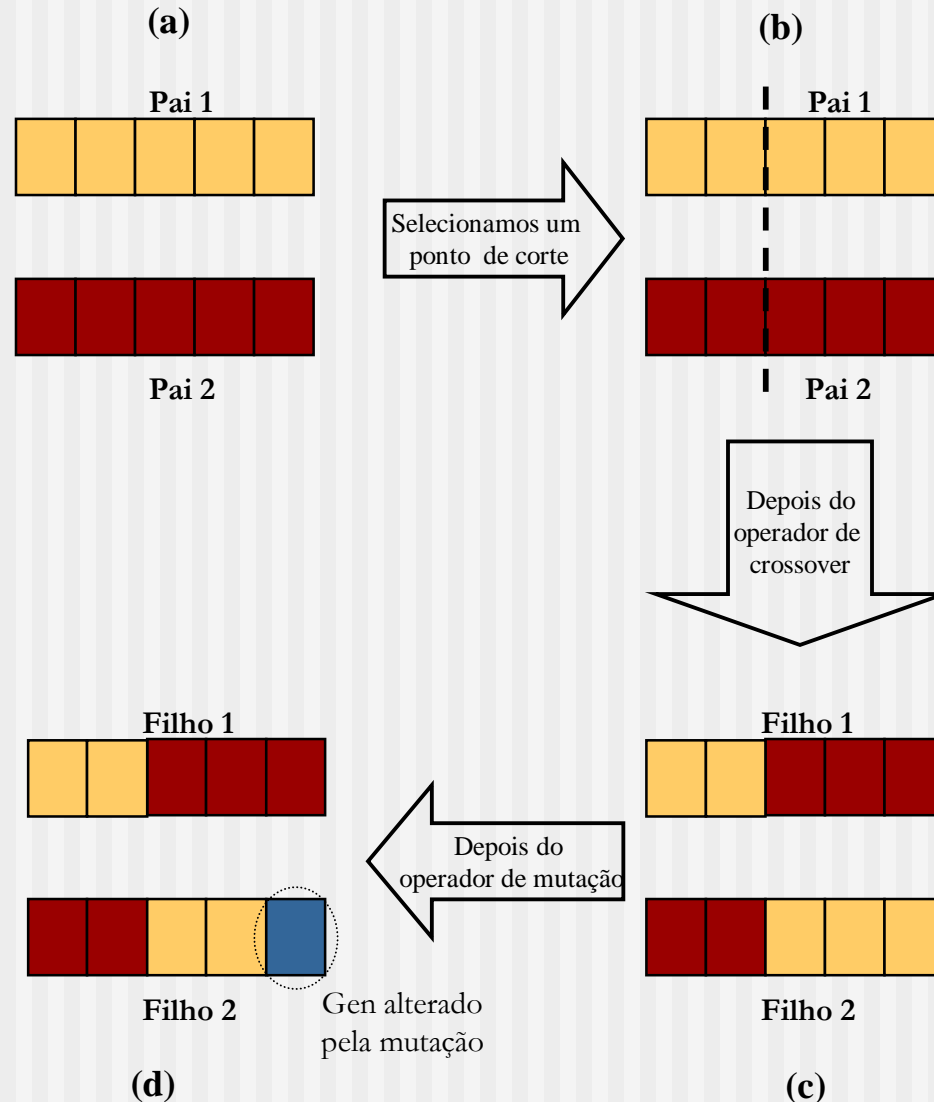 (a)
(b)
Pai 1
Pai 1
Selecionamos um
ponto de corte
Pai 2
Pai 2
Depois do
operador de
crossover
Filho 1
Filho 1
Depois do
operador de mutação
Filho 2
Gen alterado
pela mutação
Filho 2
(d)
(c)